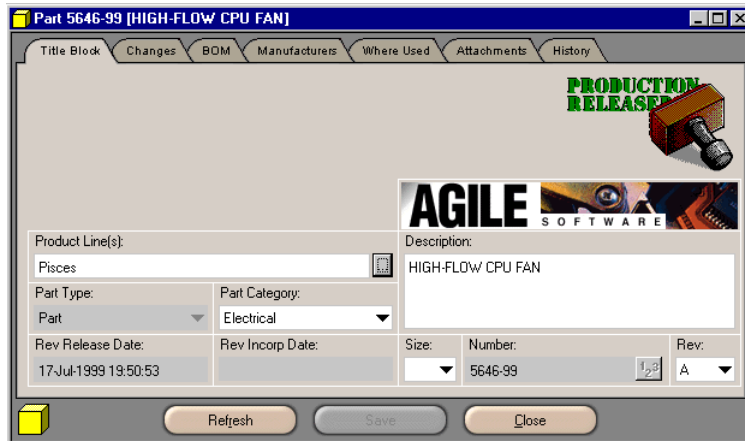 Part 5646-99 [HIGH-FLOW CPU FAN]
Title Block Changes BOM Manufacturers Where Used Attachments History
PRODUCTION
RELEASED
AGILE
SOFTWARE
Product Line(s): Description:
Pisces HIGH-FLOW CPU FAN
Part Type: Part Category:
Part Electrical
Rev Release Date: Rev Incorp Date: Size: Number: Rev:
17-Jul-1999 19:50:53 5646-99 123 A
Refresh Save Close